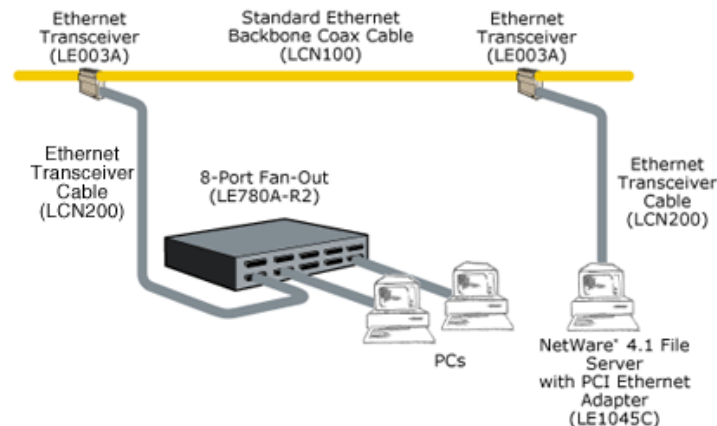 Ethernet
Transceiver
(LE003A)
Standard Ethernet
Backbone Coax Cable
(LCN100)
Ethernet
Transceiver
(LE003A)
Ethernet
Transceiver
Cable
(LCN200)
8-Port Fan-Out
(LE780A-R2)
Ethernet
Transceiver
Cable
(LCN200)
PCs
NetWare® 4.1 File
Server
with PCI Ethernet
Adapter
(LE1045C)